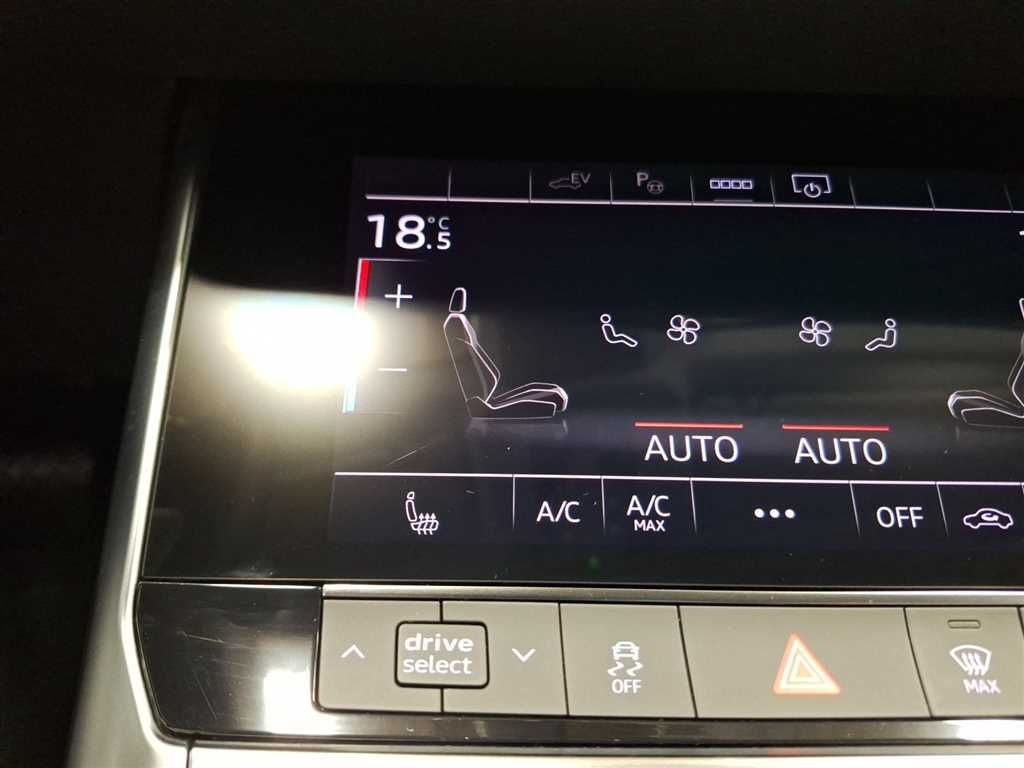 EV
P
18.5 °C
+
−
AUTO AUTO
A/C A/C MAX ••• OFF
drive select
OFF
MAX